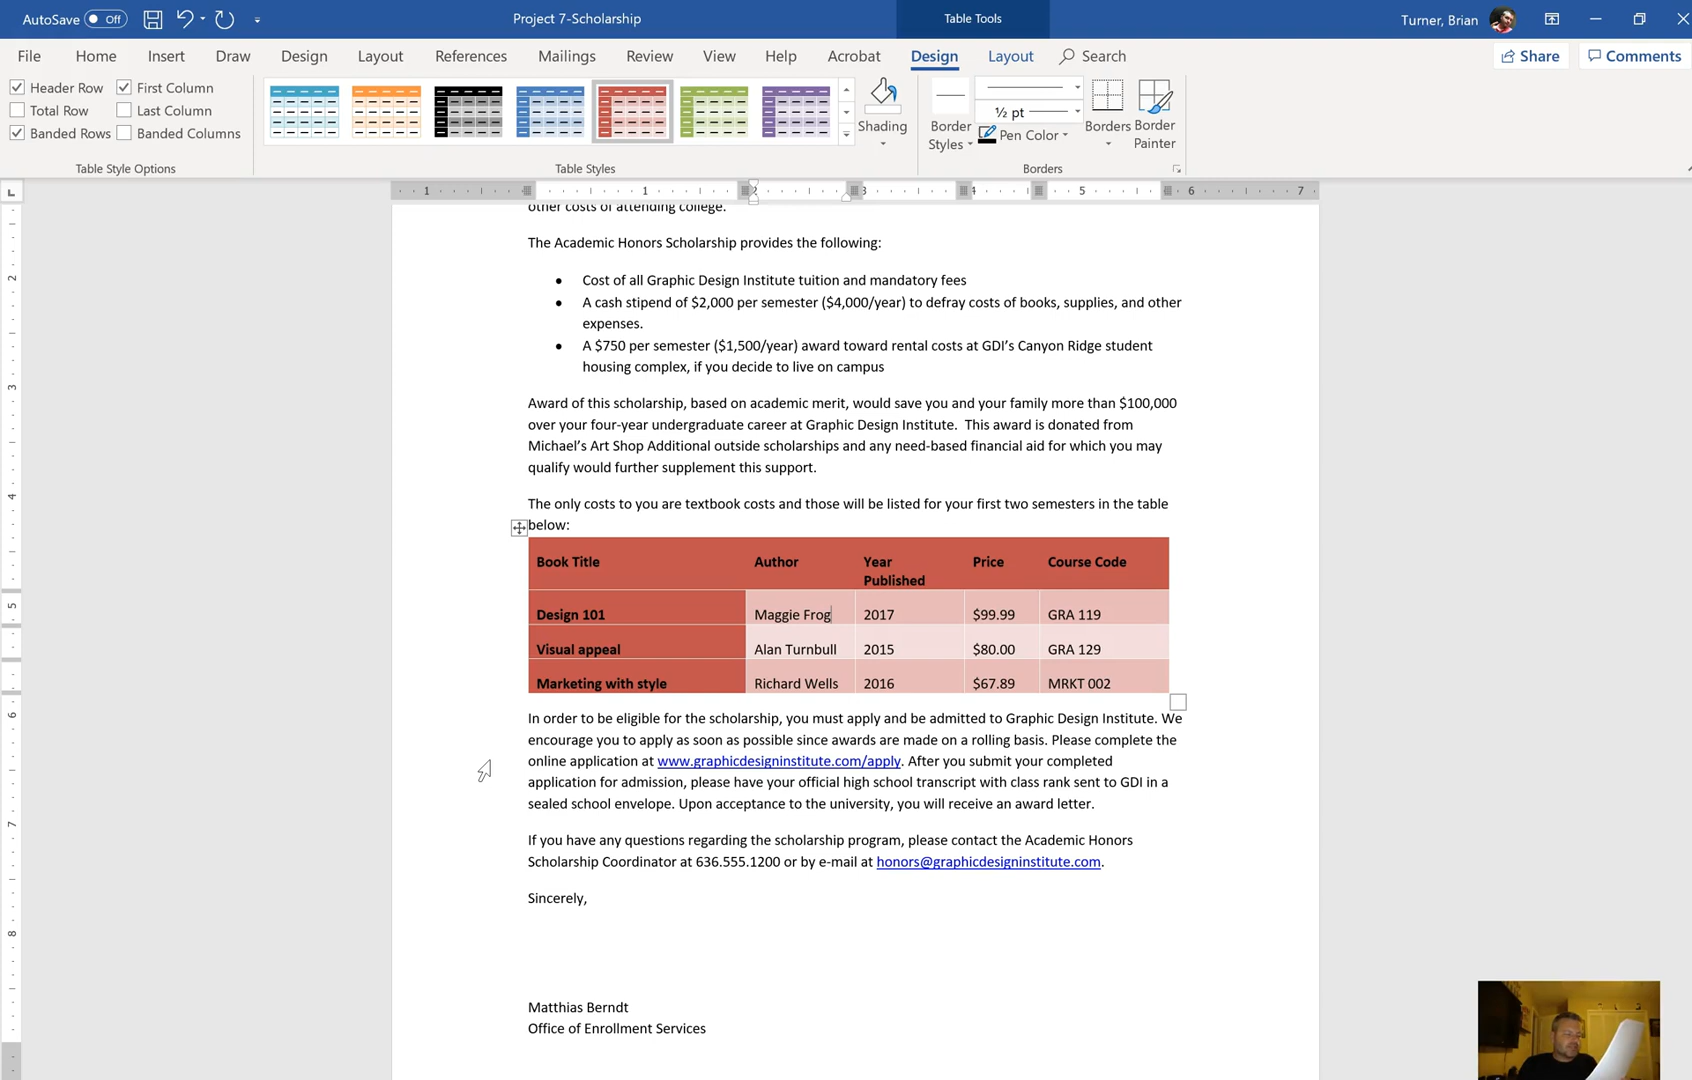 AutoSave Off Project 7-Scholarship Table Tools Turner, Brian
File Home Insert Draw Design Layout References Mailings Review View Help Acrobat Design Layout Search Share Comments
Header Row First Column
Total Row Last Column
Banded Rows Banded Columns
Table Style Options
Table Styles
Shading
Border Styles
½ pt
Pen Color
Borders
Border Painter
Borders
1 1 2 3 4 5 6 7
2
3
4
5
6
7
8
other costs of attending college.
The Academic Honors Scholarship provides the following:
● Cost of all Graphic Design Institute tuition and mandatory fees
● A cash stipend of $2,000 per semester ($4,000/year) to defray costs of books, supplies, and other
expenses.
● A $750 per semester ($1,500/year) award toward rental costs at GDI's Canyon Ridge student
housing complex, if you decide to live on campus
Award of this scholarship, based on academic merit, would save you and your family more than $100,000
over your four-year undergraduate career at Graphic Design Institute.  This award is donated from
Michael's Art Shop Additional outside scholarships and any need-based financial aid for which you may
qualify would further supplement this support.
The only costs to you are textbook costs and those will be listed for your first two semesters in the table
below:
Book Title Author Year Price Course Code
Published
Design 101 Maggie Frog 2017 $99.99 GRA 119
Visual appeal Alan Turnbull 2015 $80.00 GRA 129
Marketing with style Richard Wells 2016 $67.89 MRKT 002
In order to be eligible for the scholarship, you must apply and be admitted to Graphic Design Institute. We
encourage you to apply as soon as possible since awards are made on a rolling basis. Please complete the
online application at www.graphicdesigninstitute.com/apply. After you submit your completed
application for admission, please have your official high school transcript with class rank sent to GDI in a
sealed school envelope. Upon acceptance to the university, you will receive an award letter.
If you have any questions regarding the scholarship program, please contact the Academic Honors
Scholarship Coordinator at 636.555.1200 or by e-mail at honors@graphicdesigninstitute.com.
Sincerely,
Matthias Berndt
Office of Enrollment Services